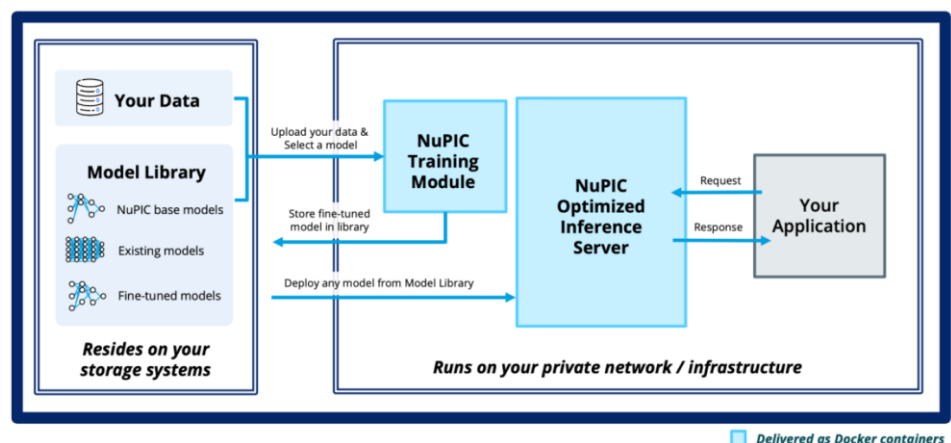 Your Data
Model Library
NuPIC base models
Existing models
Fine-tuned models
Resides on your
storage systems
Upload your data &
Select a model
Store fine-tuned
model in library
Deploy any model from Model Library
NuPIC
Training
Module
NuPIC
Optimized
Inference
Server
Request
Response
Your
Application
Runs on your private network / infrastructure
Delivered as Docker containers